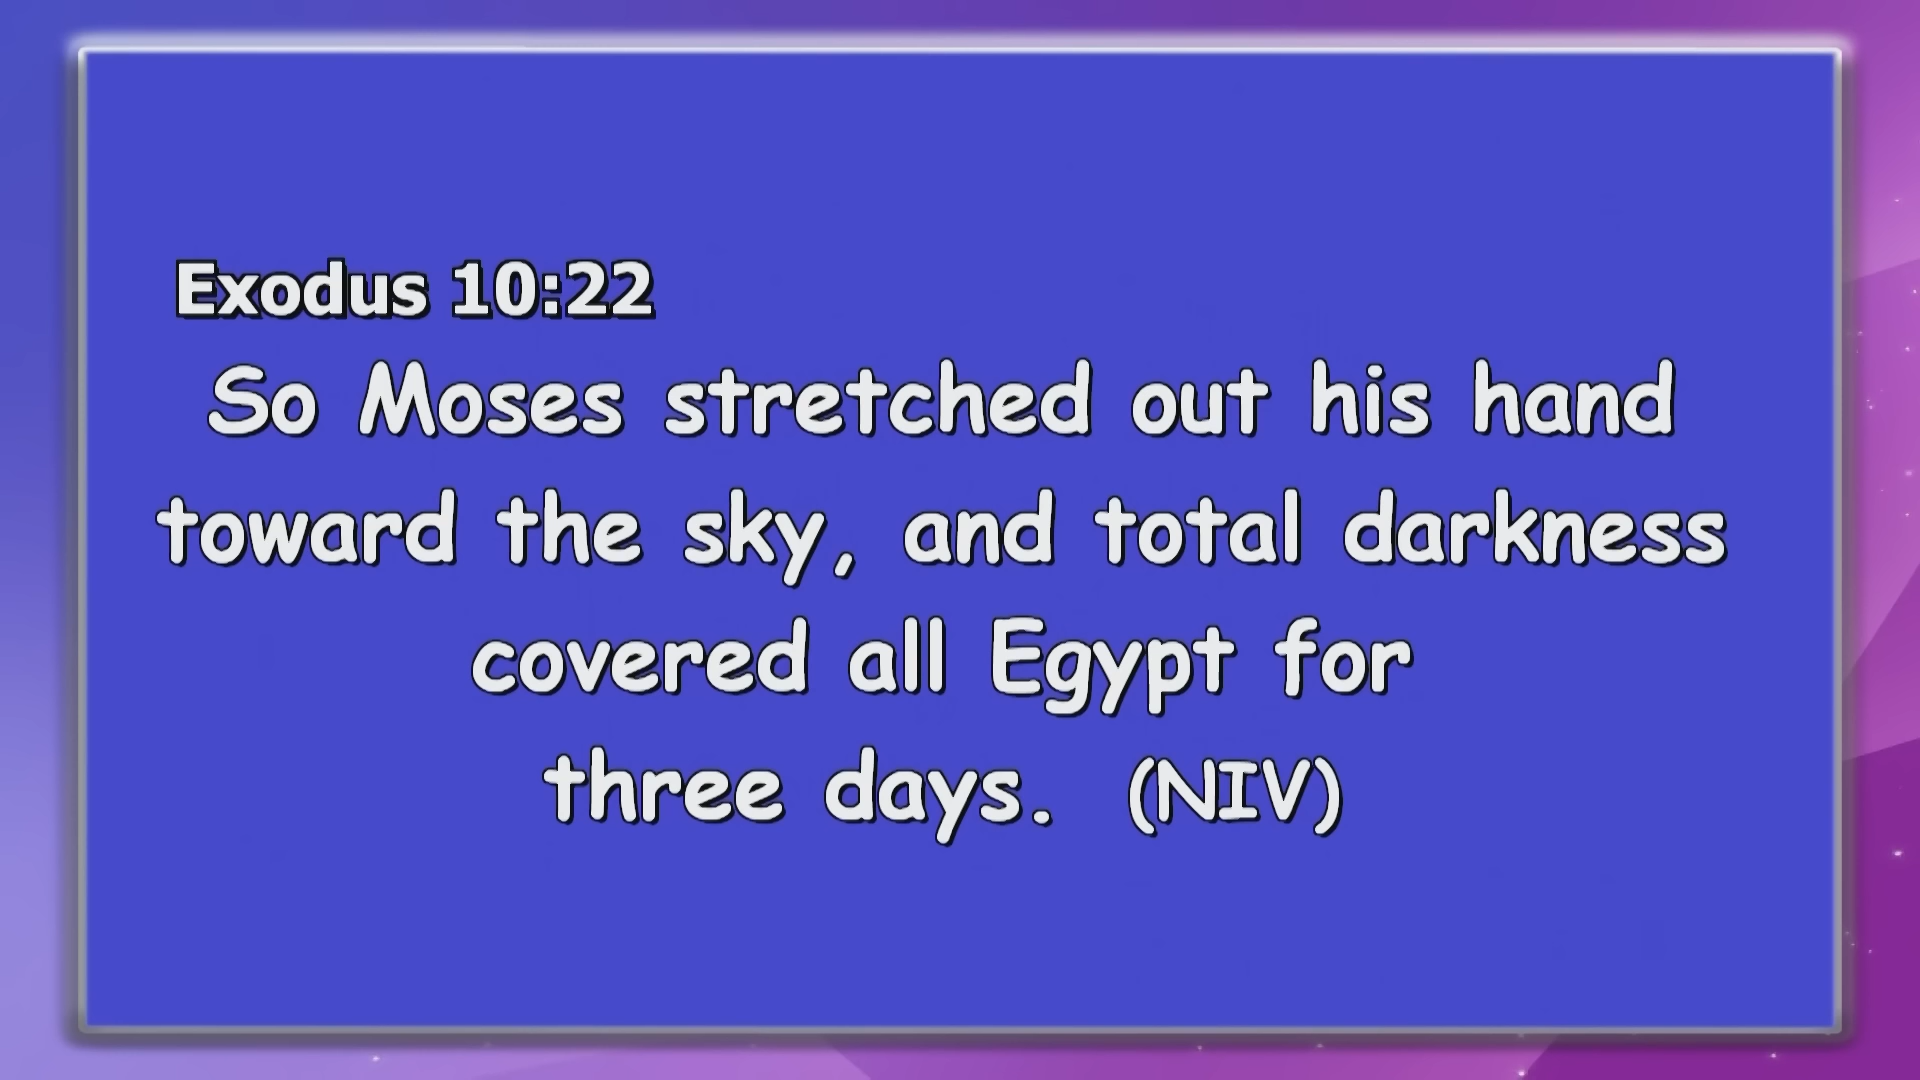 Exodus 10:22
So Moses stretched out his hand
toward the sky, and total darkness
covered all Egypt for
three days. (NIV)